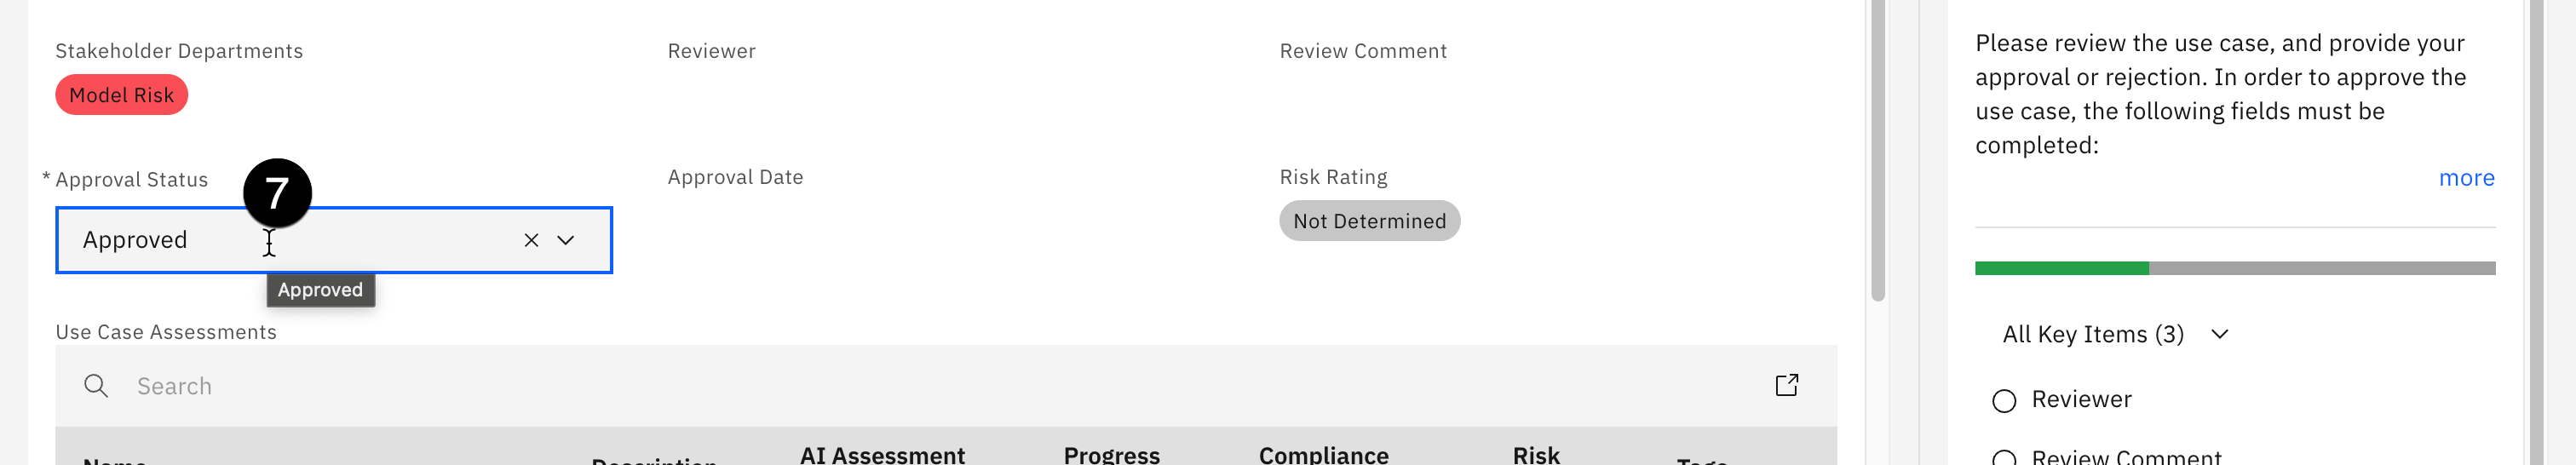 Stakeholder Departments
Model Risk
Reviewer
Review Comment
* Approval Status
7
Approved
Approved
Approval Date
Risk Rating
Not Determined
Use Case Assessments
Search
Name
Description
AI Assessment
Progress
Compliance
Risk
Tags
Please review the use case, and provide your
approval or rejection. In order to approve the
use case, the following fields must be
completed:
more
All Key Items (3)
Reviewer
Review Comment